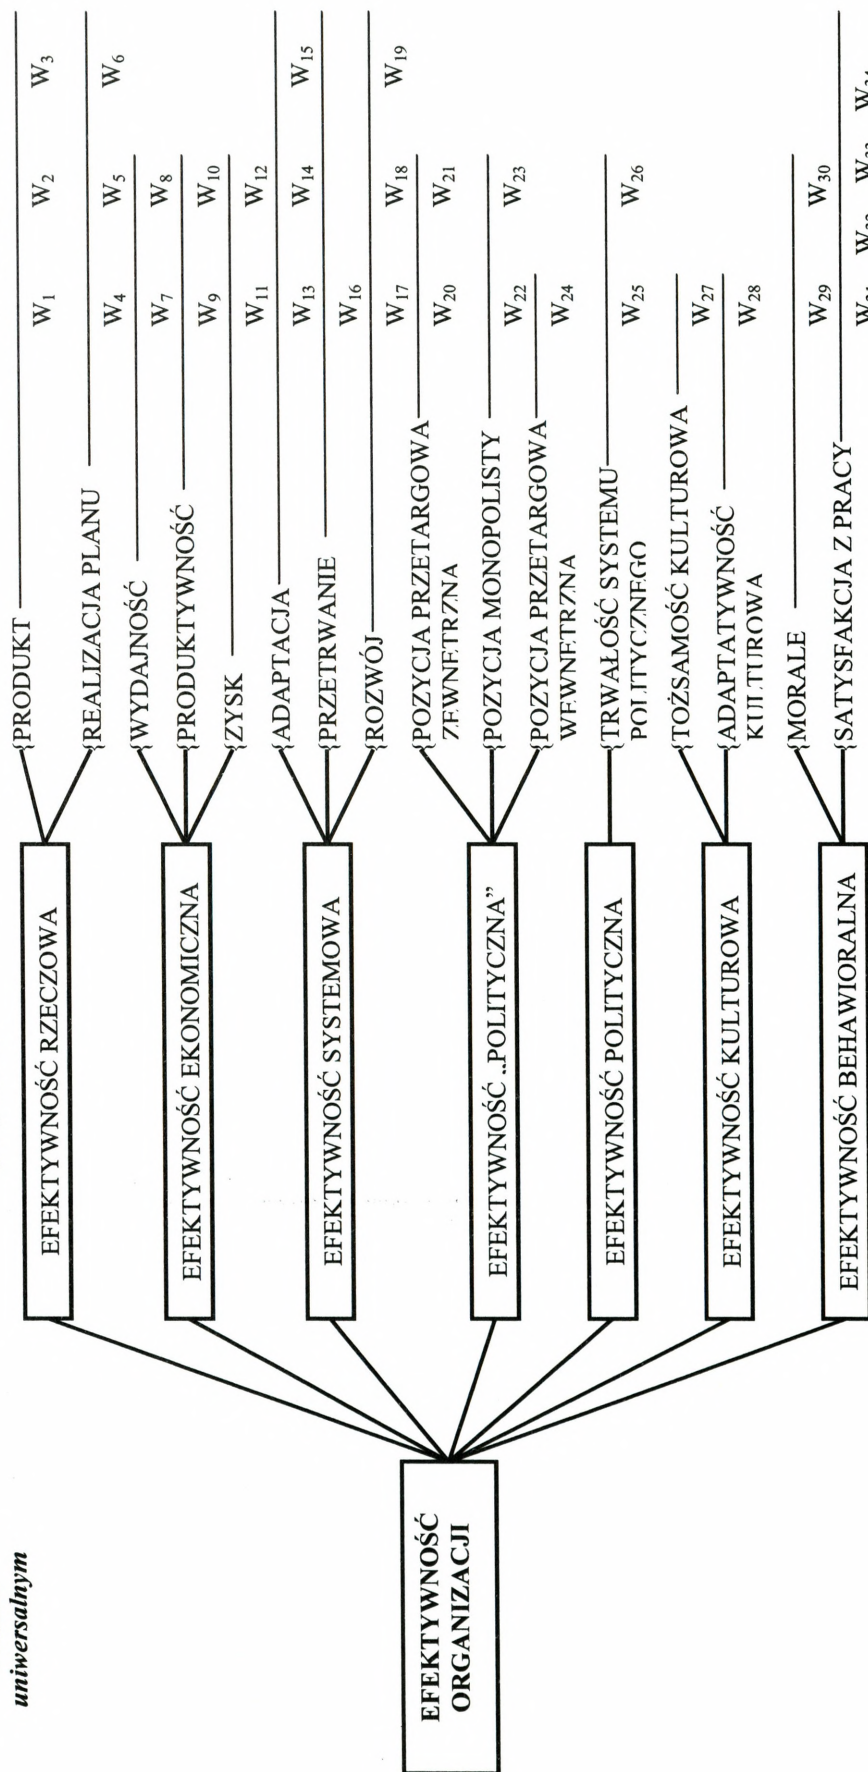 uniwersalnym
EFEKTYWNOŚĆ
ORGANIZACJI
EFEKTYWNOŚĆ RZECZOWA
PRODUKT
W1 W2 W3
REALIZACJA PLANU
W4 W5 W6
EFEKTYWNOŚĆ EKONOMICZNA
WYDAJNOŚĆ
W7 W8
PRODUKTYWNOŚĆ
W9 W10
ZYSK
W11 W12
EFEKTYWNOŚĆ SYSTEMOWA
ADAPTACJA
W13 W14 W15
PRZETRWANIE
W16
ROZWÓJ
W17 W18 W19
EFEKTYWNOŚĆ „POLITYCZNA”
POZYCJA PRZETARGOWA
ZEWNĘTRZNA
W20 W21
POZYCJA MONOPOLISTY
W22 W23
POZYCJA PRZETARGOWA
WEWNĘTRZNA
W24
EFEKTYWNOŚĆ POLITYCZNA
TRWAŁOŚĆ SYSTEMU
POLITYCZNEGO
W25 W26
EFEKTYWNOŚĆ KULTUROWA
TOŻSAMOŚĆ KULTUROWA
W27
ADAPTATYWNOŚĆ
KULTUROWA
W28
EFEKTYWNOŚĆ BEHAWIORALNA
MORALE
W29 W30
SATYSFAKCJA Z PRACY